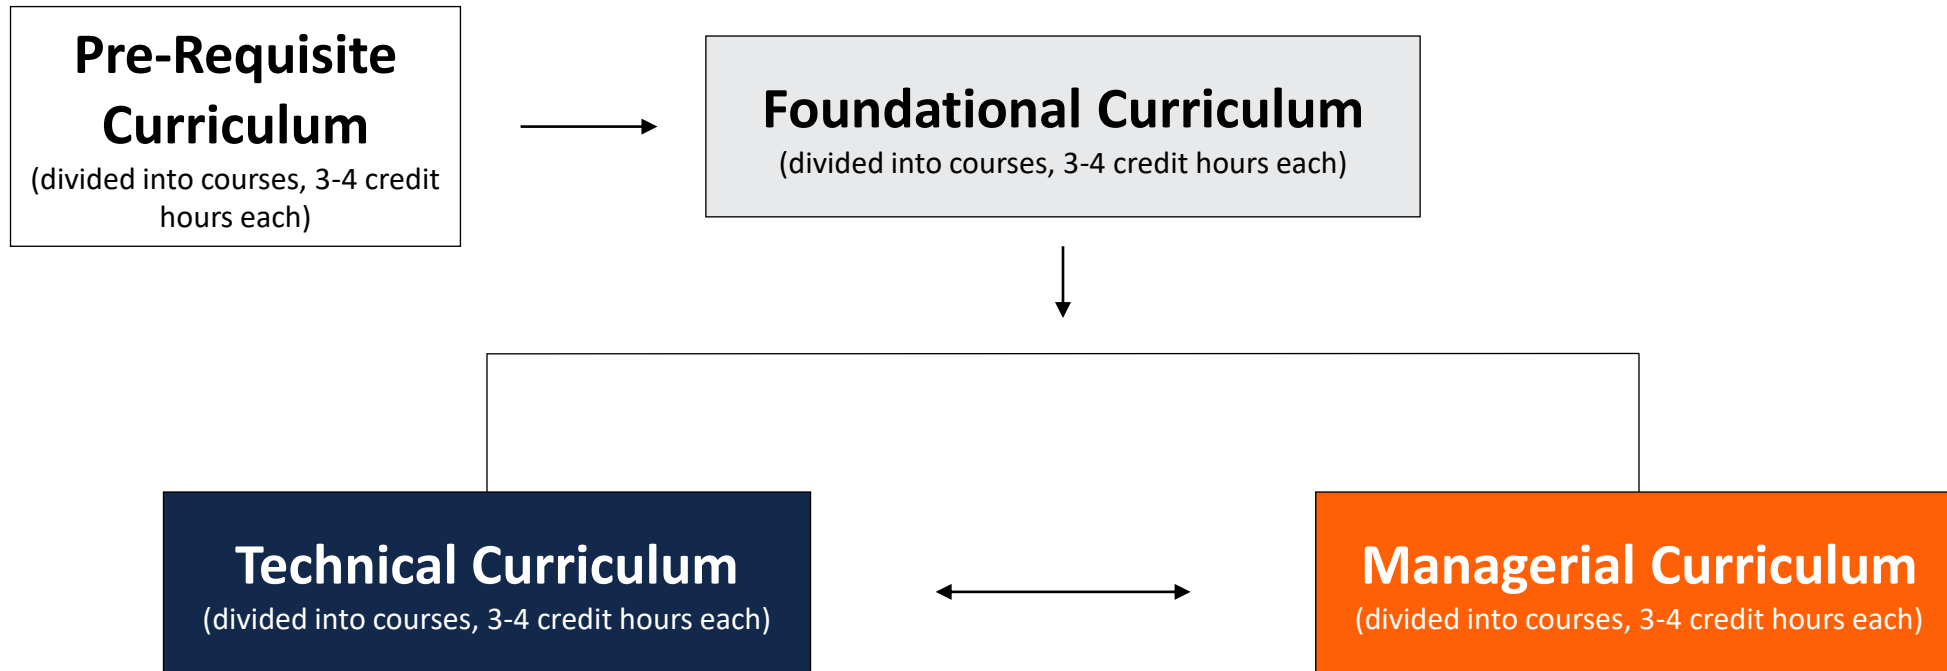 Pre-Requisite
Curriculum
(divided into courses, 3-4 credit
hours each)
Foundational Curriculum
(divided into courses, 3-4 credit hours each)
Technical Curriculum
(divided into courses, 3-4 credit hours each)
Managerial Curriculum
(divided into courses, 3-4 credit hours each)